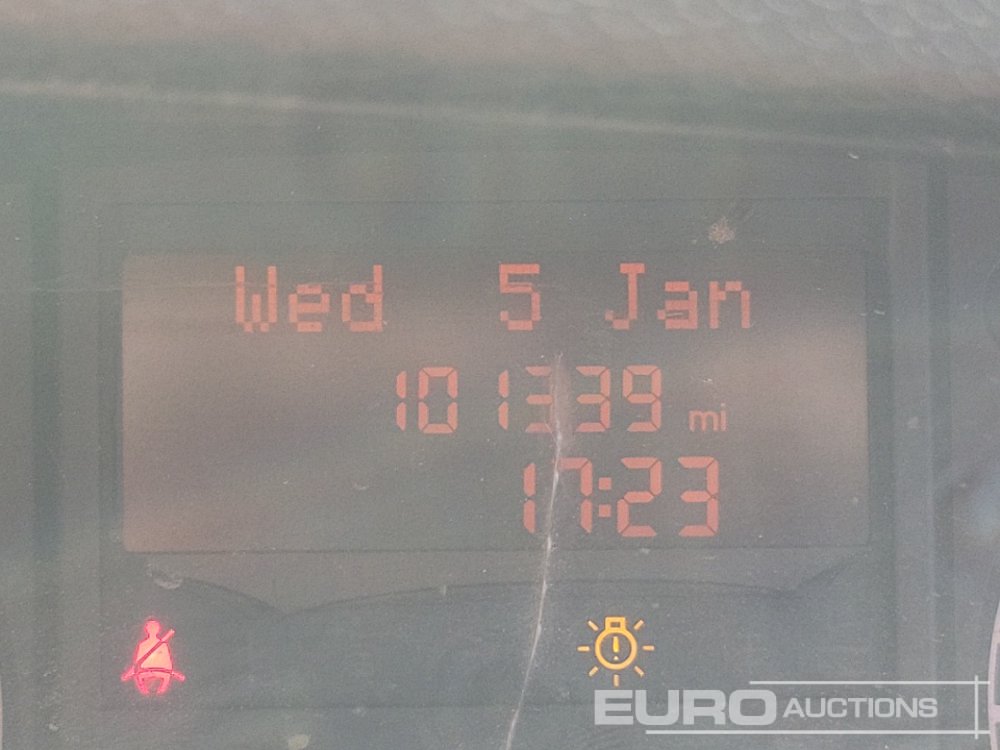 Wed 5 Jan
101339 mi
17:23
EURO AUCTIONS